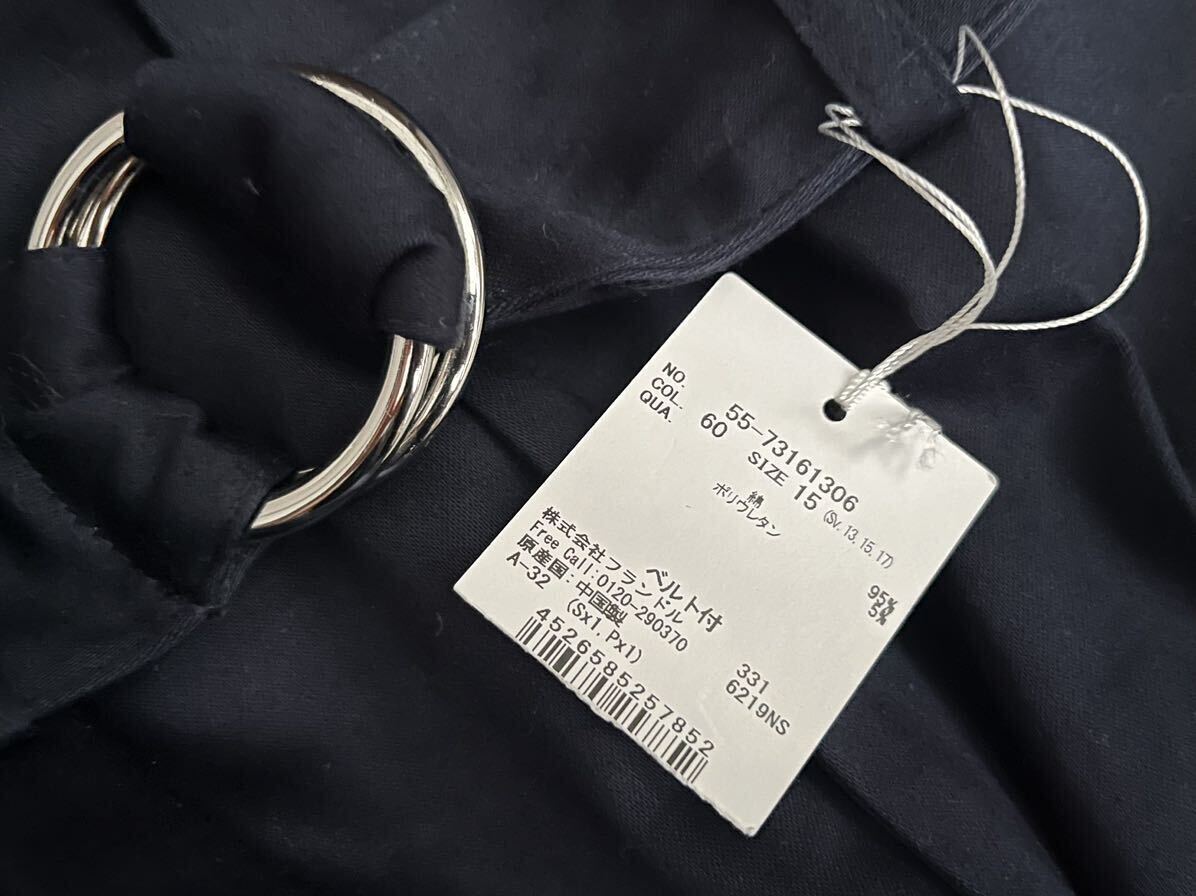 NO. 55-73161306
COL. 60 SIZE 15 (Sv.13,15,17)
QUA.
綿 95%
ポリウレタン 5%
ベルト付
株式会社フランドル
Free Call:0120-290370
原産国:中国製 331
A-32 (Sx1,Px1) 6219NS
4526585257852